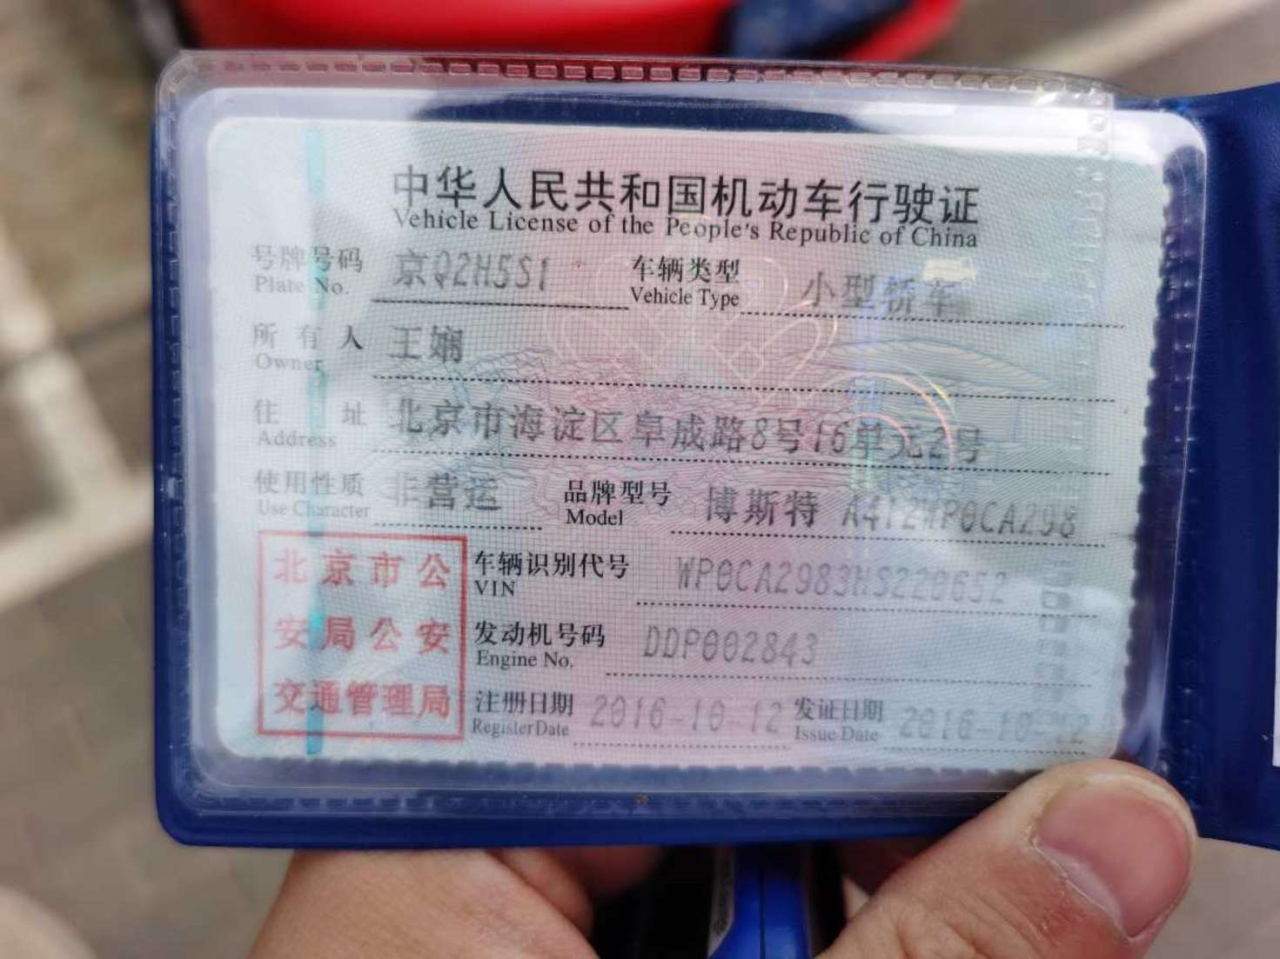 中华人民共和国机动车行驶证
Vehicle License of the People's Republic of China
号牌号码 京Q2H5S1 车辆类型 小型轿车
Plate No. Vehicle Type
所有人 王娴
Owner
住址 北京市海淀区阜成路8号16单元2号
Address
使用性质 非营运 品牌型号 博斯特
Use Character Model
北京市公 车辆识别代号 WP0CA2983HS220652
VIN
安局公安 发动机号码 DDP002843
Engine No.
交通管理局 注册日期 2016-10-12 发证日期 2016-10-12
Register Date Issue Date